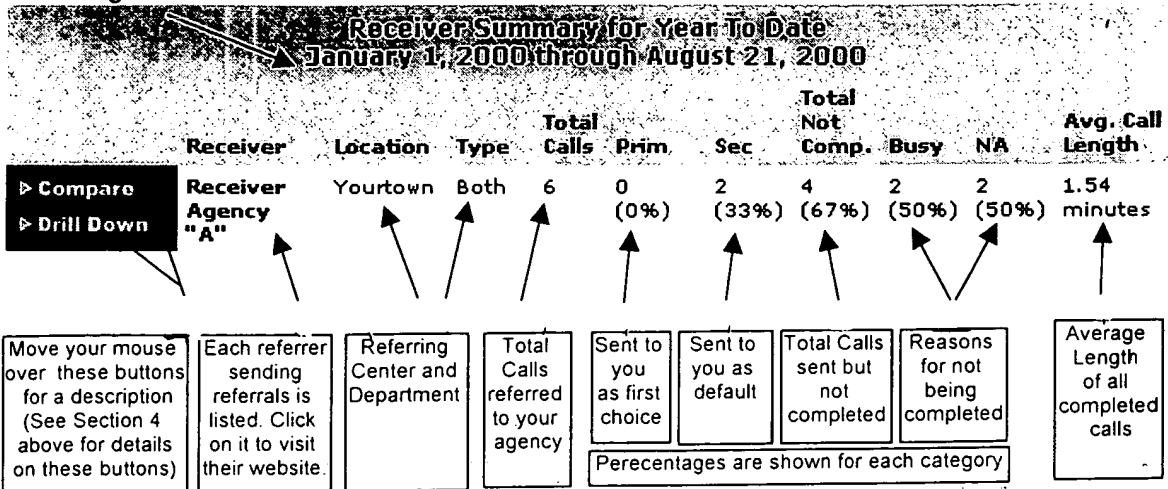 Receiver Summary for Year To Date
January 1, 2000 through August 21, 2000
Receiver Location Type Total Calls Prim. Sec Total Not Comp. Busy NA Avg. Call Length
Compare
Drill Down
Receiver Agency "A"
Yourtown Both 6 0 2 4 2 2 1.54
(0%) (33%) (67%) (50%) (50%) minutes
Move your mouse
over these buttons
for a description
(See Section 4
above for details
on these buttons)
Each referrer
sending
referrals is
listed. Click
on it to visit
their website.
Referring
Center and
Department
Total
Calls
referred
to your
agency
Sent to
you
as first
choice
Sent to
you as
default
Total Calls
sent but
not
completed
Reasons
for not
being
completed
Perecentages are shown for each category
Average
Length
of all
completed
calls